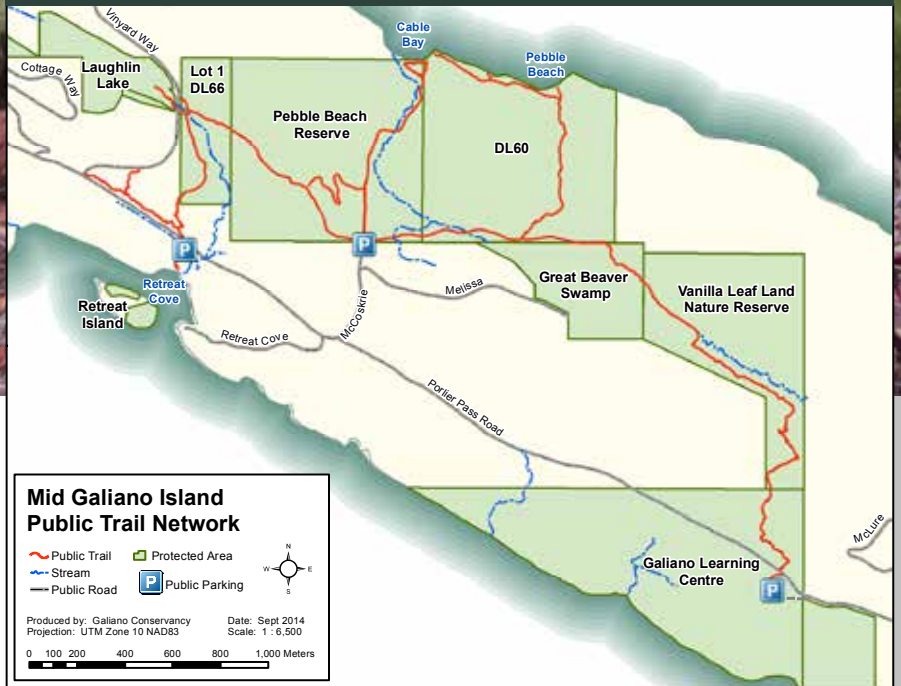 Cable
Bay
Vinyard Way
Pebble
Beach
Laughlin
Lake
Cottage Way
Lot 1
DL66
Pebble Beach
Reserve
DL60
P
P
Great Beaver
Swamp
Vanilla Leaf Land
Nature Reserve
Retreat
Cove
Melissa
Retreat
Island
McCoskrie
Retreat Cove
Porlier Pass Road
McLure
Galiano Learning
Centre
P
Mid Galiano Island
Public Trail Network
Public Trail
Protected Area
Stream
Public Road
P
Public Parking
N
W
E
S
Produced by: Galiano Conservancy
Date: Sept 2014
Projection: UTM Zone 10 NAD83
Scale: 1 : 6,500
0 100 200 400 600 800 1,000 Meters